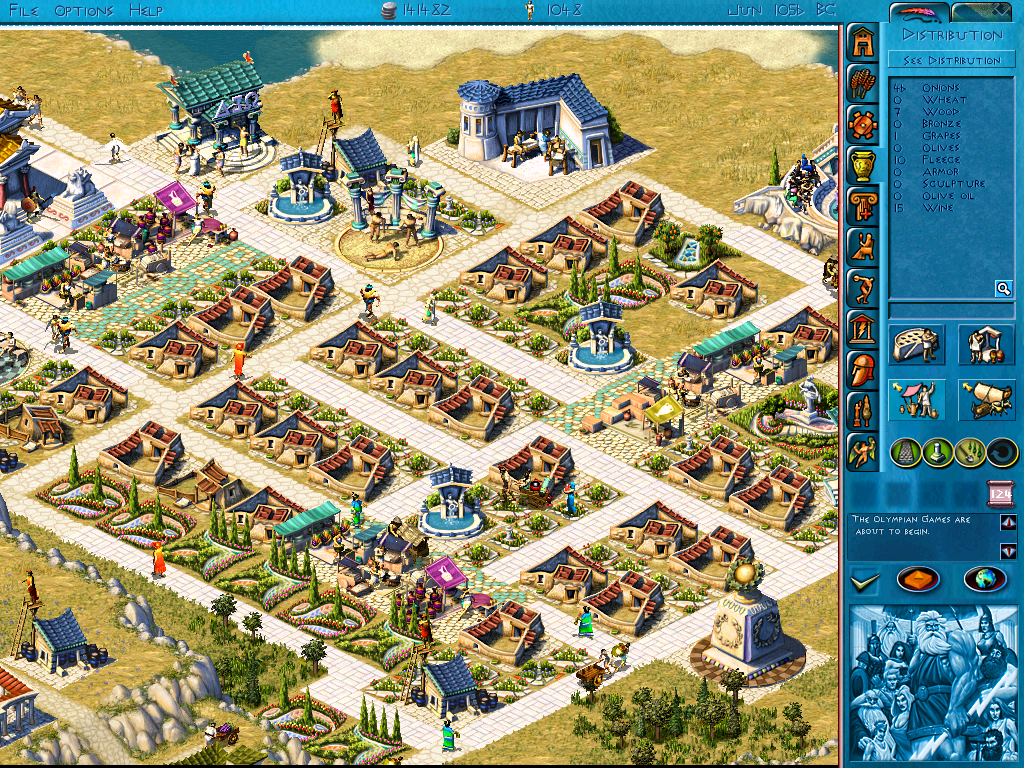 File Options Help 141482 1048 Jun 1056 BC
Distribution
See Distribution
46 Onions
0 Wheat
7 Wood
0 Bronze
1 Grapes
0 Olives
10 Fleece
0 Armor
0 Sculpture
0 Olive oil
15 Wine
124
The Olympian Games are
about to begin.